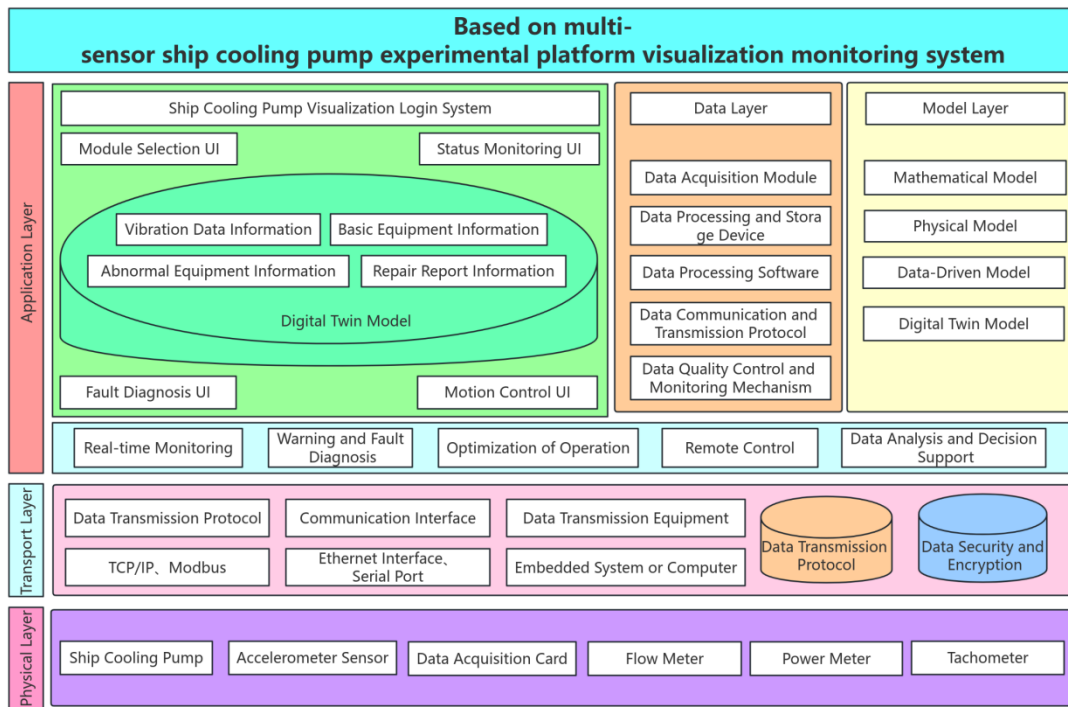 Based on multi-
sensor ship cooling pump experimental platform visualization monitoring system
Application Layer
Ship Cooling Pump Visualization Login System
Module Selection UI
Status Monitoring UI
Vibration Data Information
Basic Equipment Information
Abnormal Equipment Information
Repair Report Information
Digital Twin Model
Fault Diagnosis UI
Motion Control UI
Data Layer
Data Acquisition Module
Data Processing and Stora
ge Device
Data Processing Software
Data Communication and
Transmission Protocol
Data Quality Control and
Monitoring Mechanism
Model Layer
Mathematical Model
Physical Model
Data-Driven Model
Digital Twin Model
Real-time Monitoring
Warning and Fault
Diagnosis
Optimization of Operation
Remote Control
Data Analysis and Decision
Support
Transport Layer
Data Transmission Protocol
Communication Interface
Data Transmission Equipment
TCP/IP、Modbus
Ethernet Interface、
Serial Port
Embedded System or Computer
Data Transmission
Protocol
Data Security and
Encryption
Physical Layer
Ship Cooling Pump
Accelerometer Sensor
Data Acquisition Card
Flow Meter
Power Meter
Tachometer